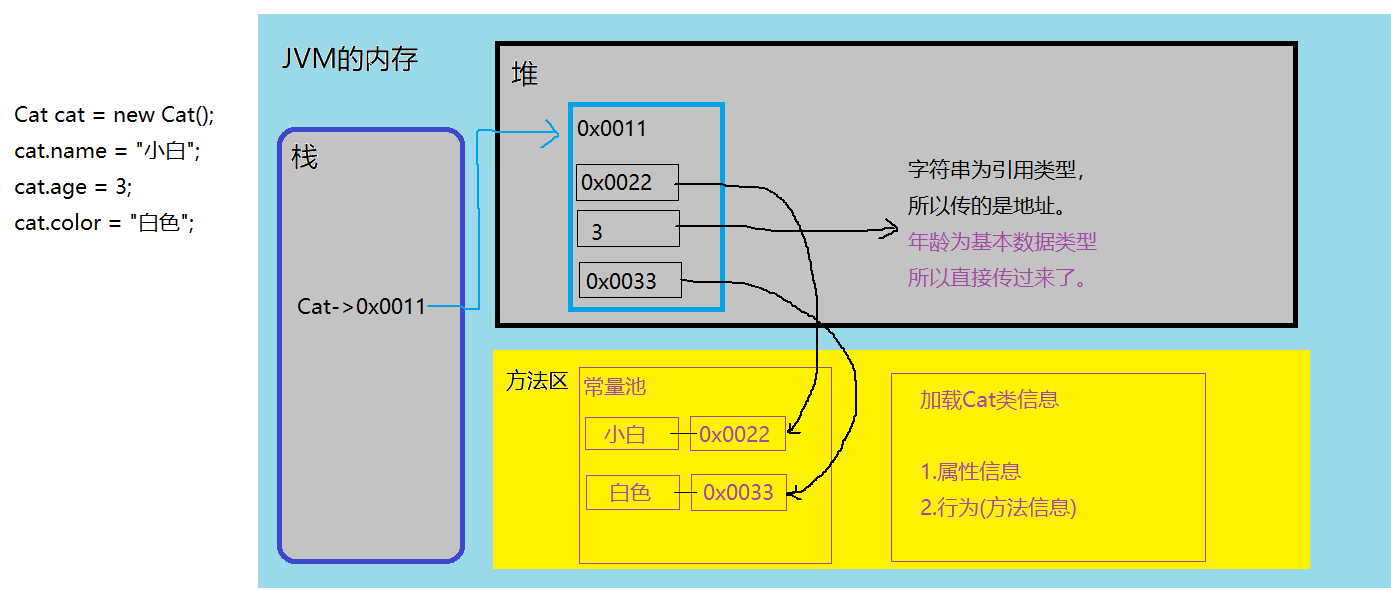 Cat cat = new Cat();
cat.name = "小白";
cat.age = 3;
cat.color = "白色";
JVM的内存
栈
Cat->0x0011
堆
0x0011
0x0022
3
0x0033
字符串为引用类型，
所以传的是地址。
年龄为基本数据类型
所以直接传过来了。
方法区
常量池
小白
0x0022
白色
0x0033
加载Cat类信息
1.属性信息
2.行为(方法信息)